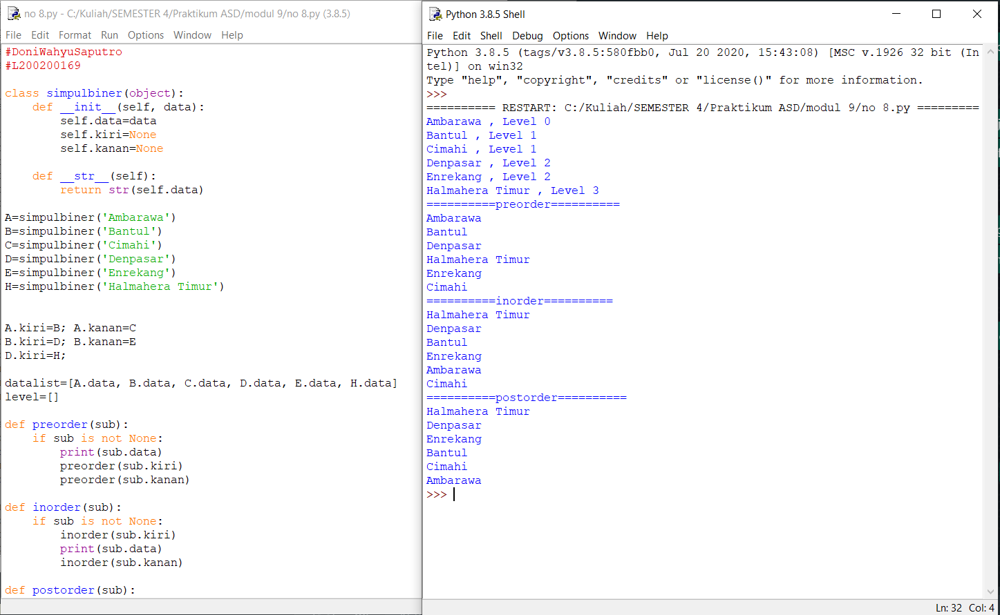 no 8.py - C:/Kuliah/SEMESTER 4/Praktikum ASD/modul 9/no 8.py (3.8.5)
File Edit Format Run Options Window Help
#DoniWahyuSaputro
#L200200169
class simpulbiner(object):
    def __init__(self, data):
        self.data=data
        self.kiri=None
        self.kanan=None
    def __str__(self):
        return str(self.data)
A=simpulbiner('Ambarawa')
B=simpulbiner('Bantul')
C=simpulbiner('Cimahi')
D=simpulbiner('Denpasar')
E=simpulbiner('Enrekang')
H=simpulbiner('Halmahera Timur')
A.kiri=B; A.kanan=C
B.kiri=D; B.kanan=E
D.kiri=H;
datalist=[A.data, B.data, C.data, D.data, E.data, H.data]
level=[]
def preorder(sub):
    if sub is not None:
        print(sub.data)
        preorder(sub.kiri)
        preorder(sub.kanan)
def inorder(sub):
    if sub is not None:
        inorder(sub.kiri)
        print(sub.data)
        inorder(sub.kanan)
def postorder(sub):
Python 3.8.5 Shell
File Edit Shell Debug Options Window Help
Python 3.8.5 (tags/v3.8.5:580fbb0, Jul 20 2020, 15:43:08) [MSC v.1926 32 bit (In
tel)] on win32
Type "help", "copyright", "credits" or "license()" for more information.
>>>
========== RESTART: C:/Kuliah/SEMESTER 4/Praktikum ASD/modul 9/no 8.py =========
Ambarawa , Level 0
Bantul , Level 1
Cimahi , Level 1
Denpasar , Level 2
Enrekang , Level 2
Halmahera Timur , Level 3
==========preorder==========
Ambarawa
Bantul
Denpasar
Halmahera Timur
Enrekang
Cimahi
==========inorder==========
Halmahera Timur
Denpasar
Bantul
Enrekang
Ambarawa
Cimahi
==========postorder==========
Halmahera Timur
Denpasar
Enrekang
Bantul
Cimahi
Ambarawa
>>>
Ln: 32 Col: 4